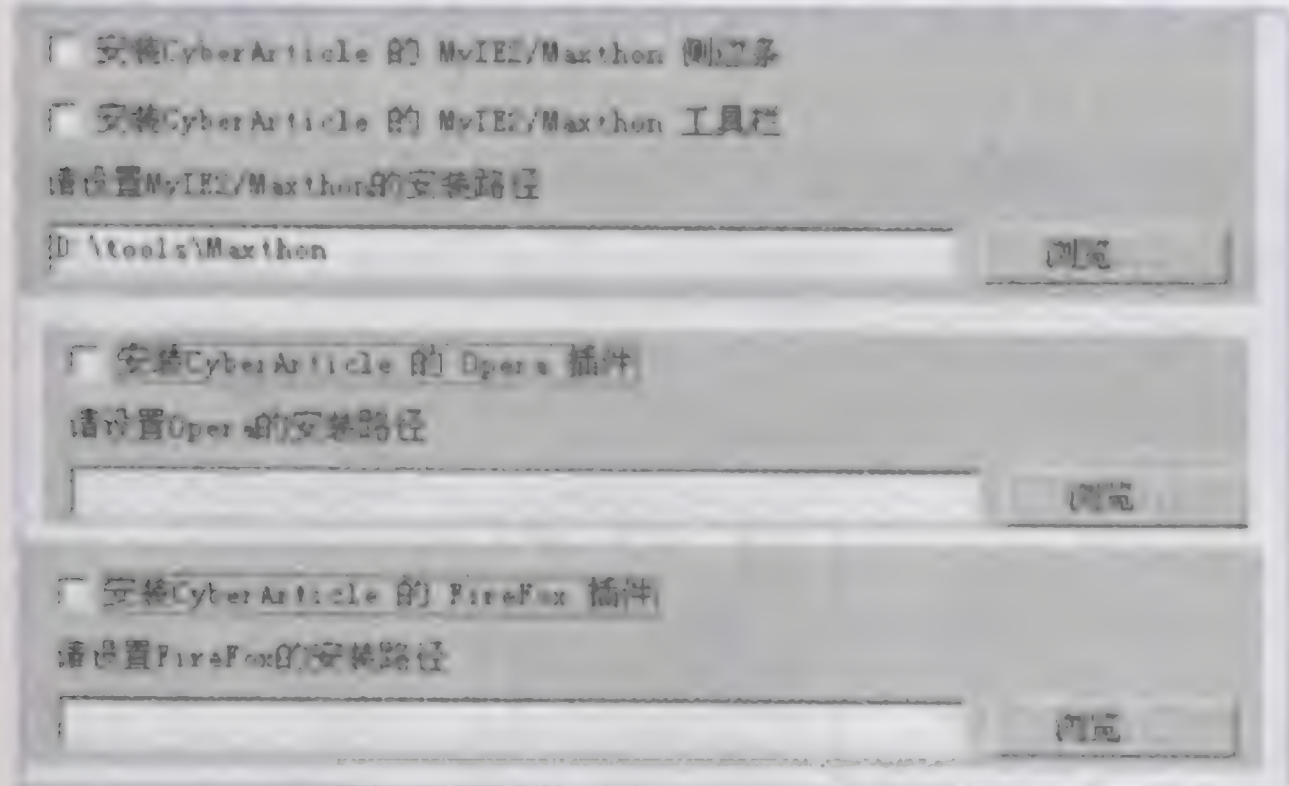 安装CyberArticle 的 MyIE2/Maxthon 侧边条
安装CyberArticle 的 MyIE2/Maxthon 工具栏
请设置MyIE2/Maxthon的安装路径
D:\tools\Maxthon
浏览...
安装CyberArticle 的 Opera 插件
请设置Opera的安装路径
浏览...
安装CyberArticle 的 FireFox 插件
请设置FireFox的安装路径
浏览...